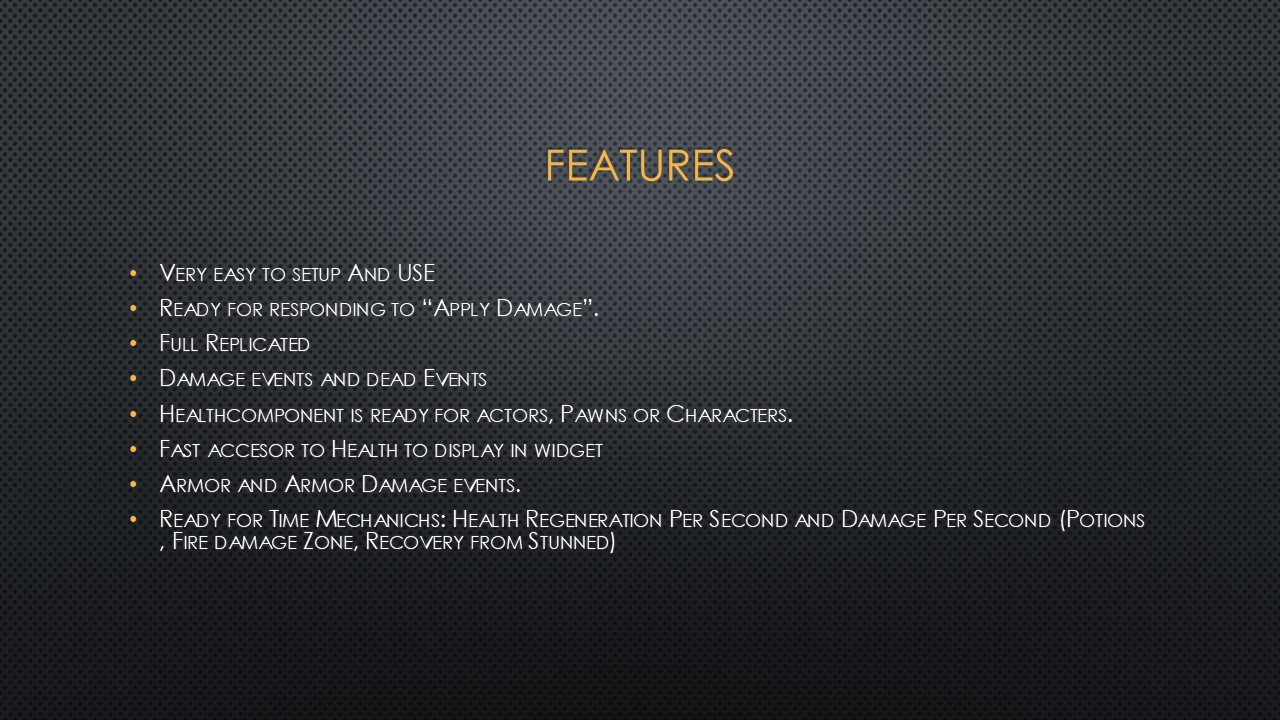 FEATURES
• Very easy to setup And USE
• Ready for responding to “Apply Damage”.
• Full Replicated
• Damage events and dead Events
• Healthcomponent is ready for actors, Pawns or Characters.
• Fast accesor to Health to display in widget
• Armor and Armor Damage events.
• Ready for Time Mechanichs: Health Regeneration Per Second and Damage Per Second (Potions
, Fire damage Zone, Recovery from Stunned)